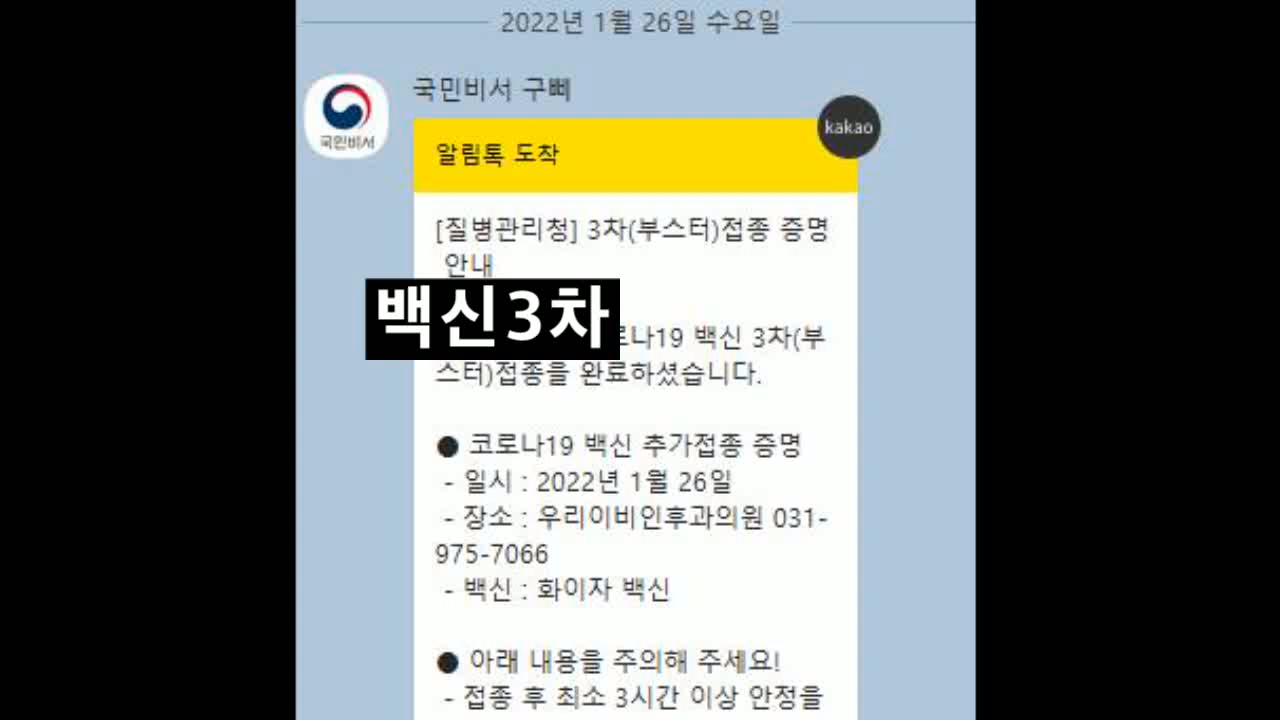 2022년 1월 26일 수요일
국민비서
국민비서 구삐
kakao
알림톡 도착
[질병관리청] 3차(부스터)접종 증명
안내
백신3차
로나19 백신 3차(부
스터)접종을 완료하셨습니다.
● 코로나19 백신 추가접종 증명
- 일시 : 2022년 1월 26일
- 장소 : 우리이비인후과의원 031-
975-7066
- 백신 : 화이자 백신
● 아래 내용을 주의해 주세요!
- 접종 후 최소 3시간 이상 안정을